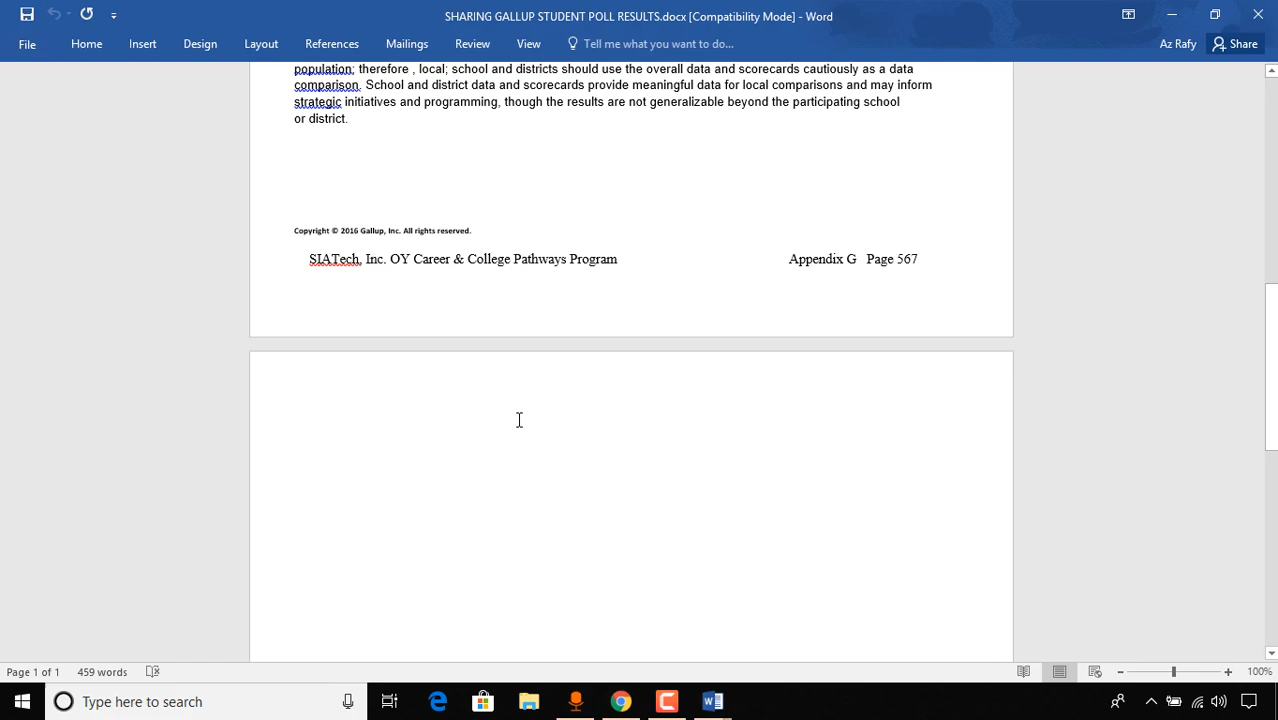 SHARING GALLUP STUDENT POLL RESULTS.docx [Compatibility Mode] - Word
File Home Insert Design Layout References Mailings Review View Tell me what you want to do... Az Rafy Share
population; therefore , local; school and districts should use the overall data and scorecards cautiously as a data
comparison. School and district data and scorecards provide meaningful data for local comparisons and may inform
strategic initiatives and programming, though the results are not generalizable beyond the participating school
or district.
Copyright © 2016 Gallup, Inc. All rights reserved.
SIATech, Inc. OY Career & College Pathways Program Appendix G Page 567
Page 1 of 1 459 words 100%
Type here to search